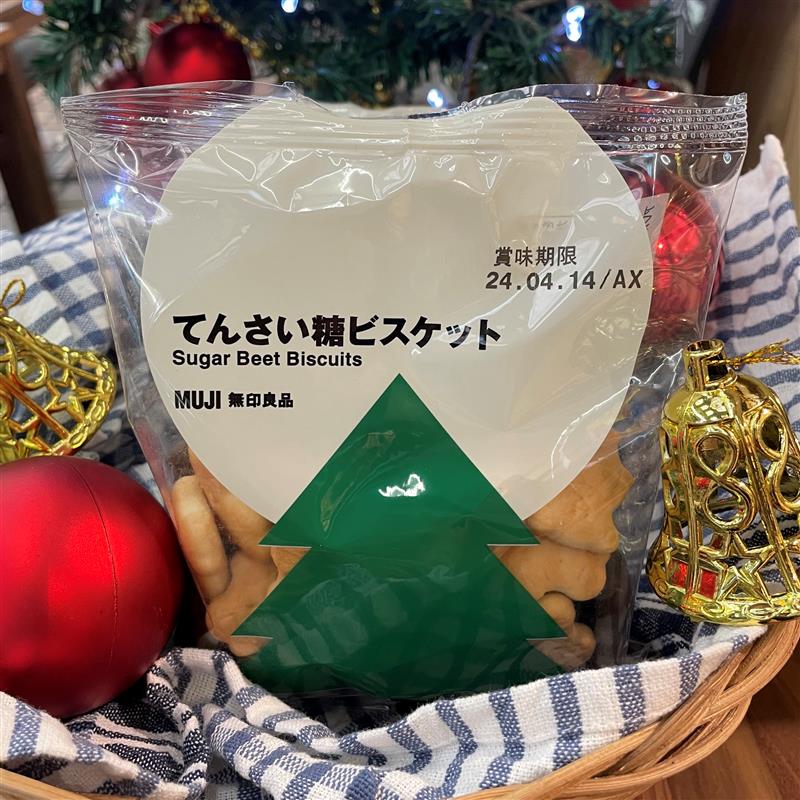 賞味期限
24.04.14/AX
てんさい糖ビスケット
Sugar Beet Biscuits
MUJI 無印良品